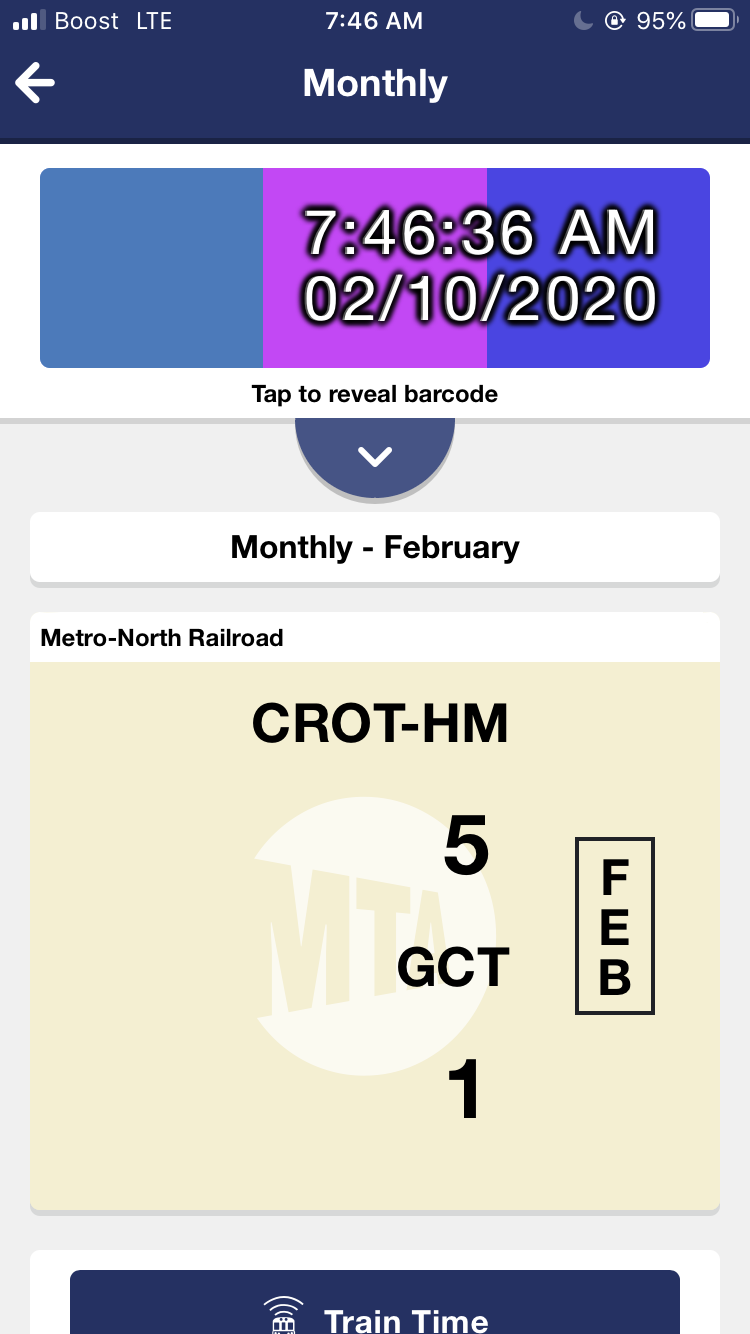 Boost LTE 7:46 AM 95%
Monthly
7:46:36 AM
02/10/2020
Tap to reveal barcode
Monthly - February
Metro-North Railroad
CROT-HM
5
MTA
GCT
1
F
E
B
Train Time